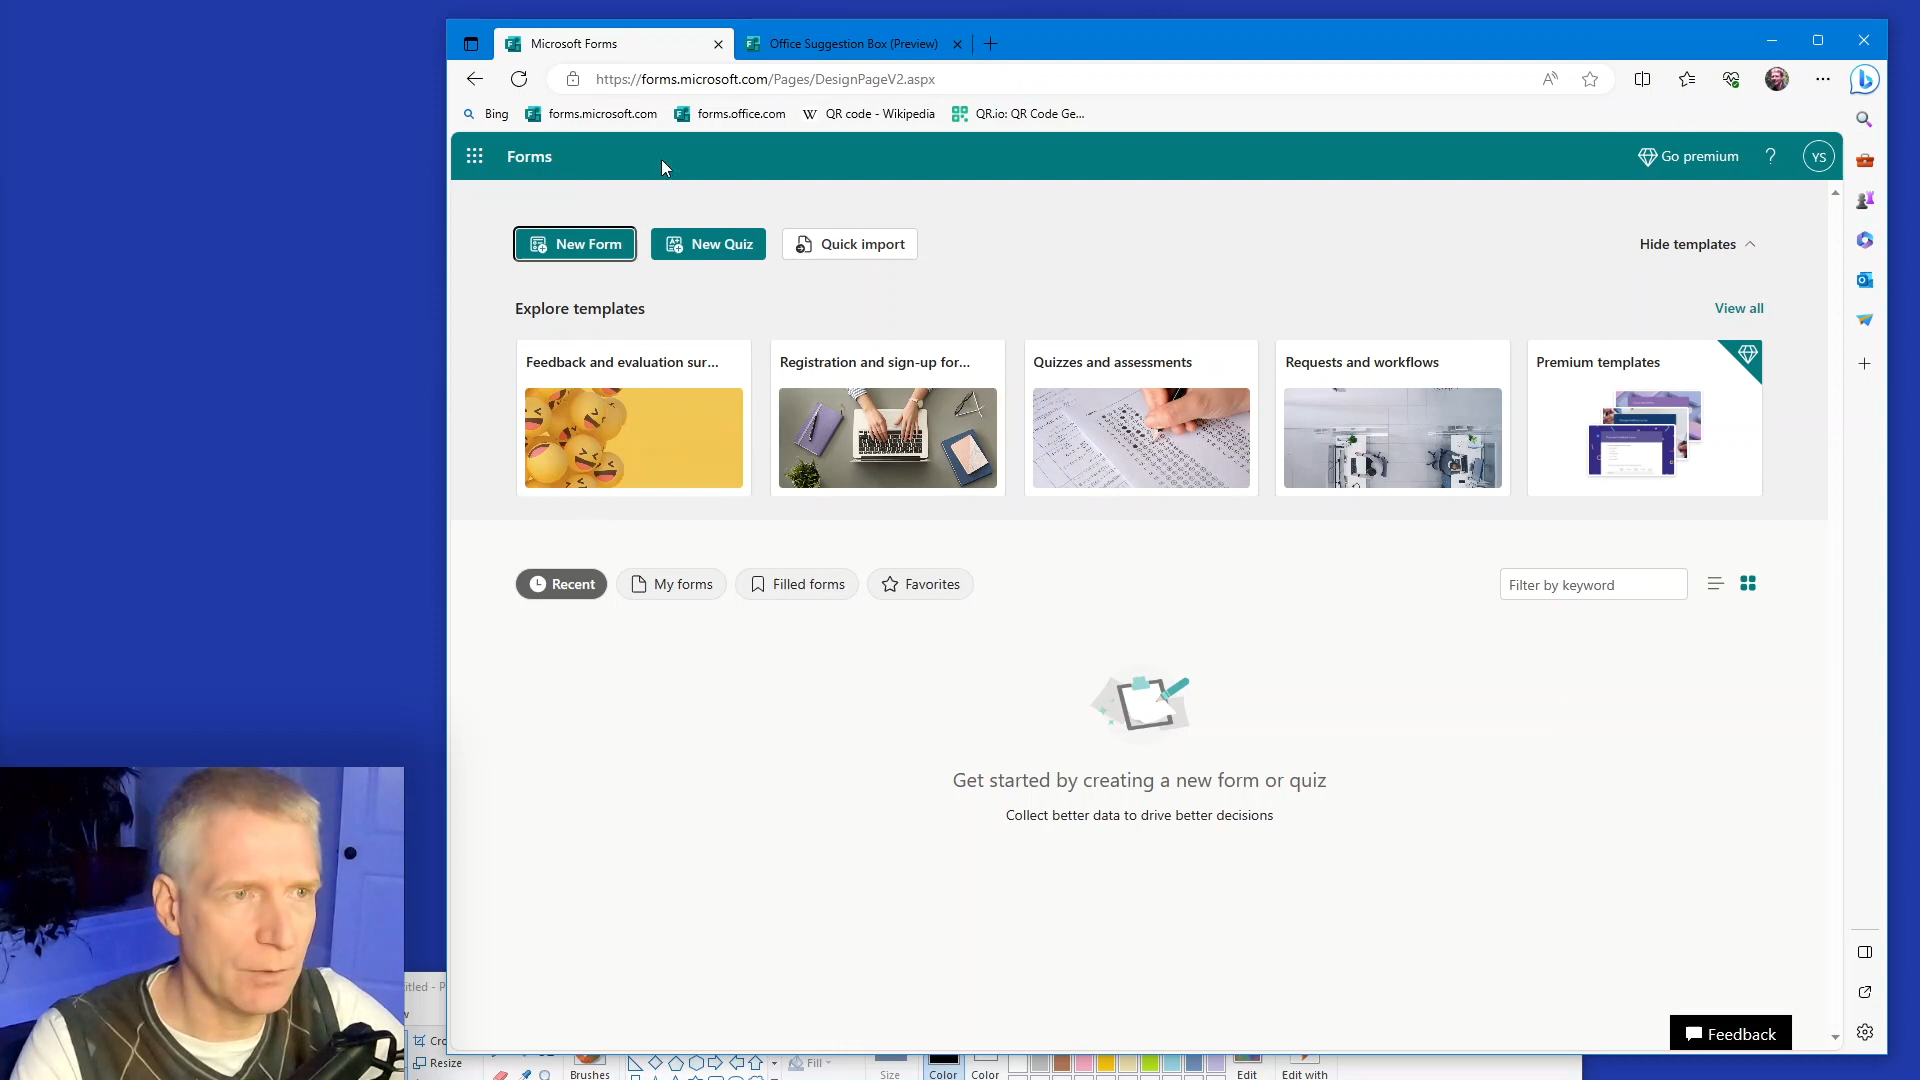 Microsoft Forms
Office Suggestion Box (Preview)
https://forms.microsoft.com/Pages/DesignPageV2.aspx
Bing
forms.microsoft.com
forms.office.com
W QR code - Wikipedia
QR.io: QR Code Ge...
Forms
Go premium
?
YS
New Form
New Quiz
Quick import
Hide templates
Explore templates
View all
Feedback and evaluation sur...
Registration and sign-up for...
Quizzes and assessments
Requests and workflows
Premium templates
Recent
My forms
Filled forms
Favorites
Filter by keyword
Get started by creating a new form or quiz
Collect better data to drive better decisions
Feedback
itled - P
w
Cro
Resize
Brushes
Fill
Size
Color
Color
Edit
Edit with